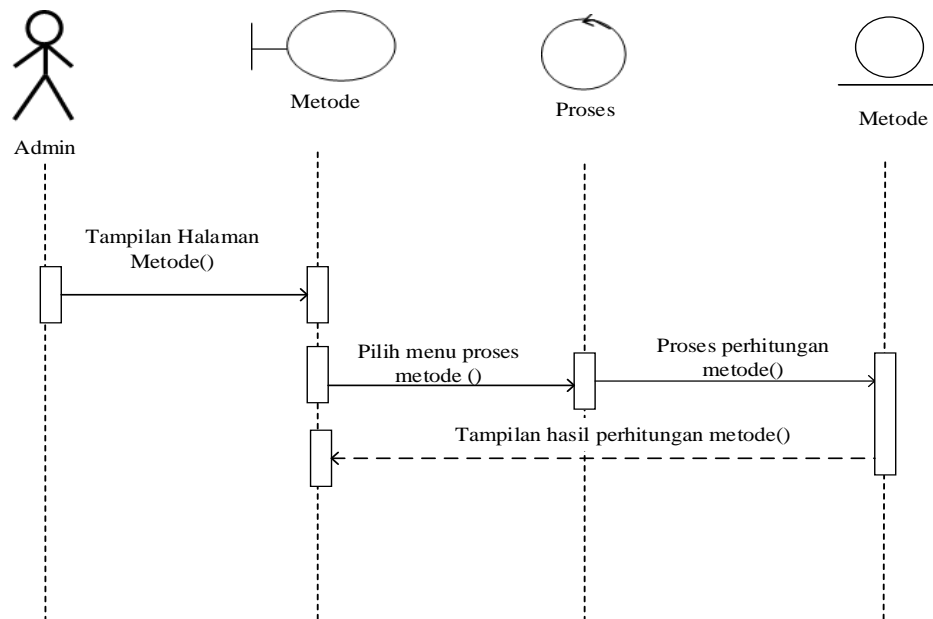 Metode
Proses
Metode
Admin
Tampilan Halaman
Metode()
Pilih menu proses
metode ()
Proses perhitungan
metode()
Tampilan hasil perhitungan metode()